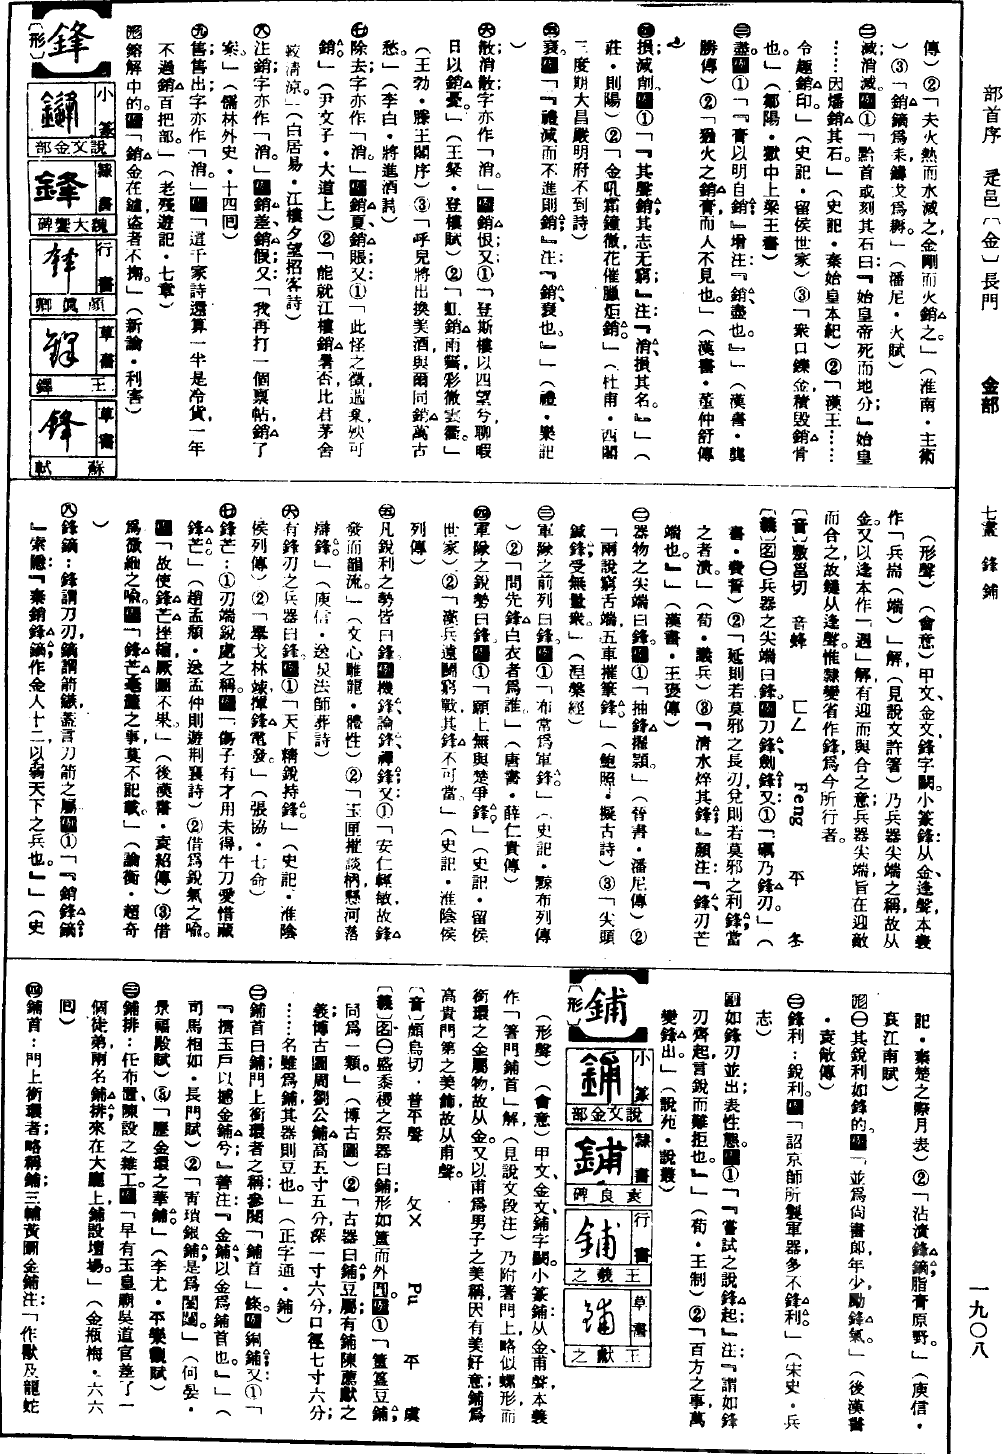 部首序 辵邑〔金〕長門 金部 七畫 鋒鋪 一九○八
傳）②「夫火熱而水滅之金剛而火銷之。」（淮南・主術
）③「銷鏑爲耒鑄戈爲耨」（潘尼・火賦）
㊁減；消滅。①「黔首或刻其石曰『始皇帝死而地分』始皇
……因燔銷其石。」（史記・秦始皇本紀）②「漢王……
令趣銷印。」（史記・留侯世家）③「衆口鑠金積毀銷骨
也。」（鄒陽・獄中上梁王書）
㊂盡。①「『膏以明自銷』增注：『銷，盡也。』」（漢書・龔
勝傳）②「猶火之銷膏而人不見也。」（漢書・董仲舒傳
）
㊃損；減削。①「『其聲銷其志无窮』注：『消損其名。』」（
莊・則陽）②「金吼霜鐘徹花催臘炬銷。」（杜甫・西閣
三度期大昌嚴明府不到詩）
㊄衰。「『禮減而不進則銷』注：『銷，衰也。』」（禮・樂記
）
㊅散；消散。字亦作「消。」銷恨。又①「登斯樓以四望兮，聊暇
日以銷憂。」（王粲・登樓賦）②「虹銷雨霽，彩徹雲衢。」
（王勃・滕王閣序）③「呼兒將出換美酒與爾同銷萬古
愁。」（李白・將進酒詩）
㊆除去；字亦作「消。」銷夏、銷賬。又①「此怪之徵遏臭殃可
銷。」（尹文子・大道上）②「能就江樓銷暑否，比君茅舍
較清涼。」（白居易・江樓夕望招客詩）
㊇注銷；字亦作「消。」銷差、銷假。又「我再打一個稟帖，銷了
案。」（儒林外史・十四回）
㊈售；售出；字亦作「消。」「這千家詩還算一半是冷貨，一年
不過銷百把部。」（老殘遊記・七章）
形鎔解中的。「銷金在罏，盜者不掬。」（新論・利害）
鋒〔形〕
小篆 說文金部
隸書 魏大饗碑
行書 顏眞卿
草書 王鐸
草書 蘇軾
（形聲）（會意）甲文、金文鋒字闕。小篆鋒：从金，逢聲，本義
作「兵耑（端）」解（見說文許箸）乃兵器尖端之稱，故从
金。又以逢本作「遇」解，有迎而與合之意；兵器尖端，旨在迎敵
而合之，故鏠从逢聲。惟隸變省作鋒，爲今所行者。
〔音〕敷逢切 音蜂 ㄈㄥ Feng 平 冬
〔義〕名㊀兵器之尖端曰鋒。刀鋒、劍鋒。又①「礪乃鋒刃。」（
書・費誓）②「延則若莫邪之長刃，兌則若莫邪之利鋒，當
之者潰。」（荀・議兵）③「『清水焠其鋒』顏注：『鋒，刃芒
端也。』」（漢書・王襃傳）
㊁器物之尖端曰鋒。①「抽鋒擢穎。」（晉書・潘尼傳）②
「兩說窮舌端，五車摧筆鋒。」（鮑照・擬古詩）③「尖頭
鍼鋒，受無量衆。」（涅槃經）
㊂軍隊之前列曰鋒。①「布常爲軍鋒。」（史記・黥布列傳
）②「問先鋒白衣者爲誰。」（唐書・薛仁貴傳）
㊃軍隊之銳勢曰鋒。①「願上無與楚爭鋒。」（史記・留侯
世家）②「漢兵遠鬭窮戰，其鋒不可當。」（史記・淮陰侯
列傳）
㊄凡銳利之勢皆曰鋒。機鋒、論鋒、禪鋒。又①「安仁輕敏，故鋒
發而韻流。」（文心雕龍・體性）②「玉匣摧談柄，懸河落
辯鋒。」（庾信・送炅法師葬詩）
㊅有鋒刃之兵器曰鋒。①「天下精銳持鋒。」（史記・淮陰
侯列傳）②「舉戈林竦，揮鋒電發。」（張協・七命）
㊆鋒芒：①刃端銳處之稱。「傷子有才用未得，牛刀愛惜藏
鋒芒。」（趙孟頫・送孟仲則游荆襄詩）②借爲銳氣之喻。
「故使鋒芒挫縮，厥圖不果。」（後漢書・袁紹傳）③借
爲微細之喻。「鋒芒毫釐之事莫不記載。」（論衡・超奇
）
㊇鋒鏑：鋒謂刀刃，鏑謂箭鏃，蓋言刀箭之屬。①「『銷鋒鏑』
『索隱』『秦銷鋒鏑，作金人十二，以弱天下之兵也。』」（史
記・秦楚之際月表）②「沾漬鋒鏑，脂膏原野。」（庾信・
哀江南賦）
形㊀其銳利如鋒的。「並爲尚書郞，年少，勵鋒氣。」（後漢書
・袁敞傳）
㊁鋒利：銳利。「詔京師所製軍器多不鋒利。」（宋史・兵
志）
副如鋒刃並出；表性態。①「『嘗試之說鋒起』注：『謂如鋒
刃齊起，言銳而難拒也。』」（荀・王制）②「百方之事，萬
變鋒出。」（說苑・說叢）
鋪〔形〕
小篆 說文金部
隸書 袁良碑
行書 王羲之
草書 王獻之
（形聲）（會意）甲文、金文鋪字闕。小篆鋪：从金，甫聲，本義
作「箸門鋪首」解（見說文段注）乃附著門上略似螺形而
銜環之金屬物，故从金。又以甫爲男子之美稱，大有美好意，鋪爲
高貴門第之美飾，故从甫聲。
〔音〕頗烏切 普平聲 ㄆㄨ Pu 平 虞
〔義〕名㊀盛黍稷之祭器曰鋪；形如簠而外圓。①「簠簋豆鋪；
同爲一類。」（博古圖）②「古器曰鋪，豆屬，有鋪陳薦獻之
義。博古圖周劉公鋪，高五寸五分，深一寸六分，口徑七寸六分；
……名雖爲鋪，其器則豆也。」（正字通・鋪）
㊁鋪首曰鋪；門上銜環者之稱。參閱「鋪首」條。銅鋪。又①「
『擠玉戶以撼金鋪兮』善注：『金鋪，以金爲鋪首也。』」（
司馬相如・長門賦）②「靑瑣銀鋪，是爲閨闥。」（何晏・
景福殿賦）③「歷金環之華鋪。」（李尤・平樂觀賦）
㊂鋪排：任布置陳設之雜工。「早有玉皇廟吳道官差了一
個徒弟，兩名鋪排，來在大廳上鋪設壇場。」（金瓶梅・六六
回）
㊃鋪首：門上銜環者；略稱鋪。三輔黃圖金鋪注：「作獸及龍蛇